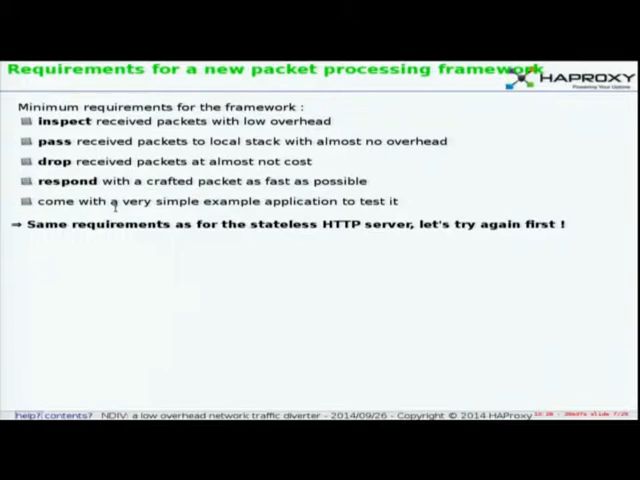 Requirements for a new packet processing framework
HAPROXY
Powering Your Uptime
Minimum requirements for the framework :
inspect received packets with low overhead
pass received packets to local stack with almost no overhead
drop received packets at almost not cost
respond with a crafted packet as fast as possible
come with a very simple example application to test it
⇒ Same requirements as for the stateless HTTP server, let's try again first !
help? contents? NDIV: a low overhead network traffic diverter - 2014/09/26 - Copyright © 2014 HAProxy